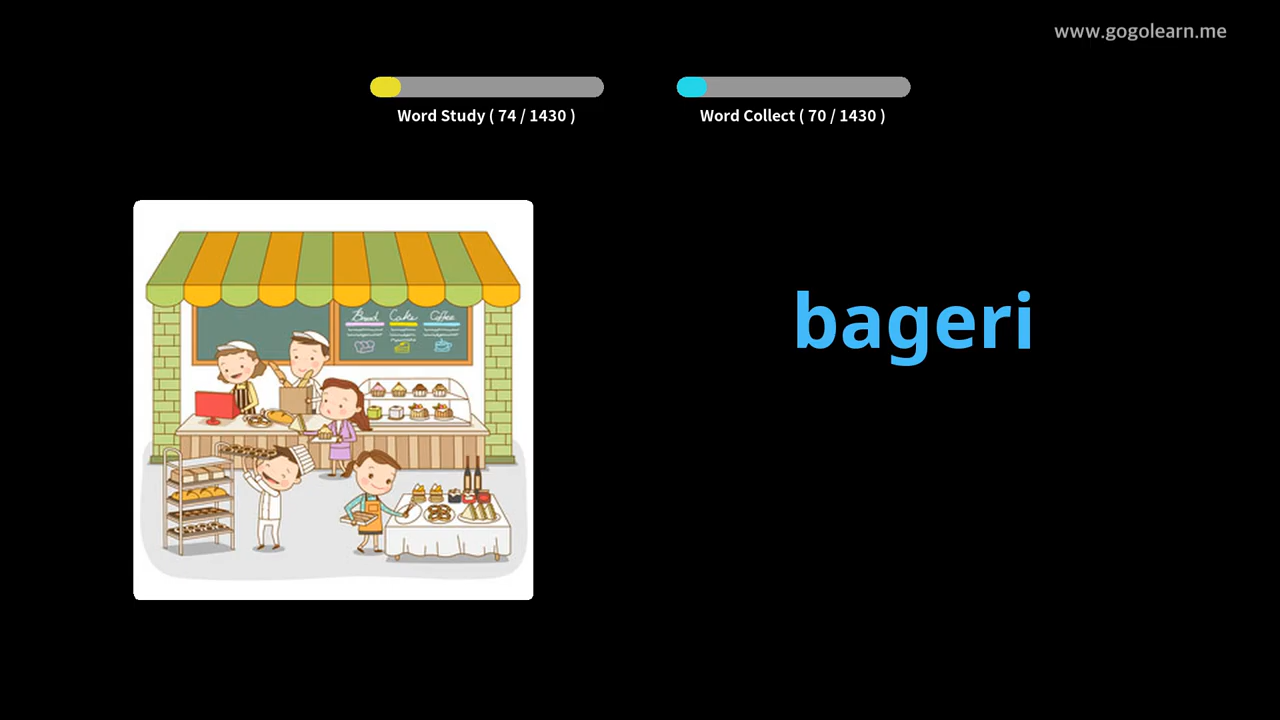 www.gogolearn.me
Word Study ( 74 / 1430 )
Word Collect ( 70 / 1430 )
Bread Cake Coffee
bageri